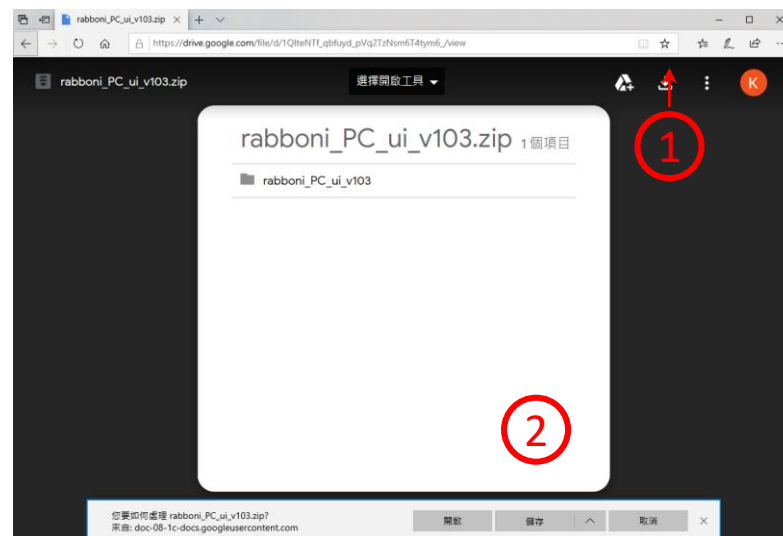 rabboni_PC_ui_v103.zip
https://drive.google.com/file/d/1QIteNTf_qbfuyd_pVq2TzNsm6T4tym6_/view
rabboni_PC_ui_v103.zip
選擇開啟工具
K
1
rabboni_PC_ui_v103.zip 1 個項目
rabboni_PC_ui_v103
2
您要如何處理 rabboni_PC_ui_v103.zip?
來自: doc-08-1c-docs.googleusercontent.com
開啟
儲存
取消